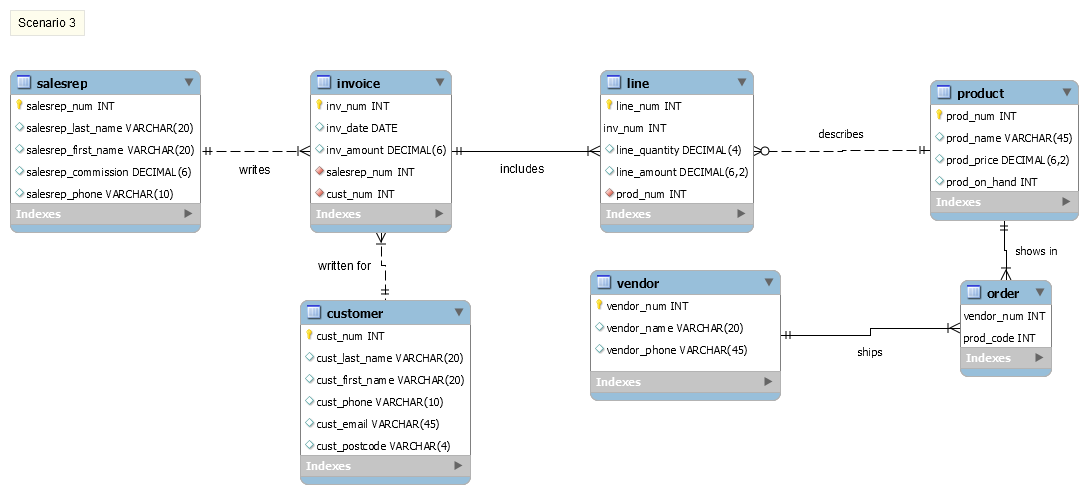 Scenario 3
salesrep
salesrep_num INT
salesrep_last_name VARCHAR(20)
salesrep_first_name VARCHAR(20)
salesrep_commission DECIMAL(6)
salesrep_phone VARCHAR(10)
Indexes
writes
invoice
inv_num INT
inv_date DATE
inv_amount DECIMAL(6)
salesrep_num INT
cust_num INT
Indexes
includes
line
line_num INT
inv_num INT
line_quantity DECIMAL(4)
line_amount DECIMAL(6,2)
prod_num INT
Indexes
describes
product
prod_num INT
prod_name VARCHAR(45)
prod_price DECIMAL(6,2)
prod_on_hand INT
Indexes
written for
shows in
customer
cust_num INT
cust_last_name VARCHAR(20)
cust_first_name VARCHAR(20)
cust_phone VARCHAR(10)
cust_email VARCHAR(45)
cust_postcode VARCHAR(4)
Indexes
vendor
vendor_num INT
vendor_name VARCHAR(20)
vendor_phone VARCHAR(45)
Indexes
ships
order
vendor_num INT
prod_code INT
Indexes